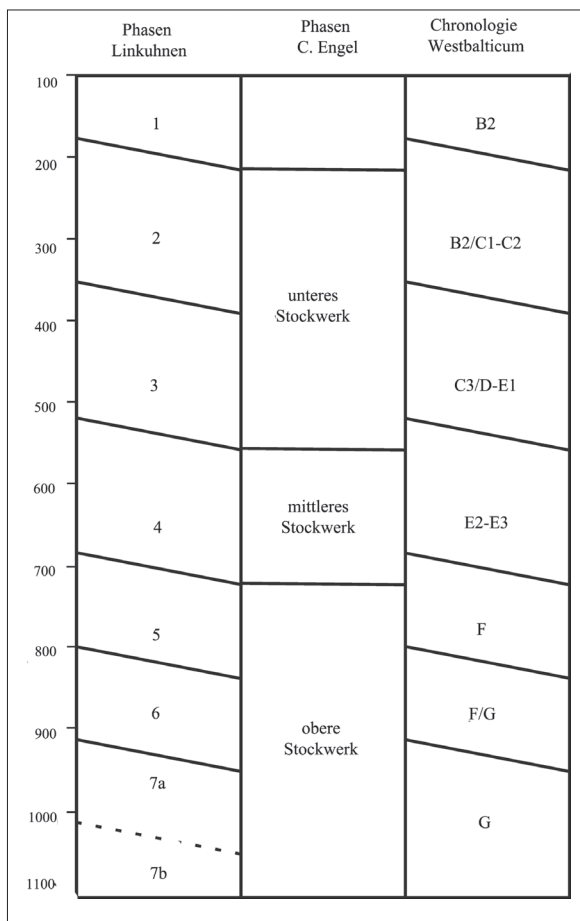 Phasen
Linkuhnen
Phasen
C. Engel
Chronologie
Westbalticum
100
200
300
400
500
600
700
800
900
1000
1100
1
2
3
4
5
6
7a
7b
unteres
Stockwerk
mittleres
Stockwerk
obere
Stockwerk
B2
B2/C1-C2
C3/D-E1
E2-E3
F
F/G
G